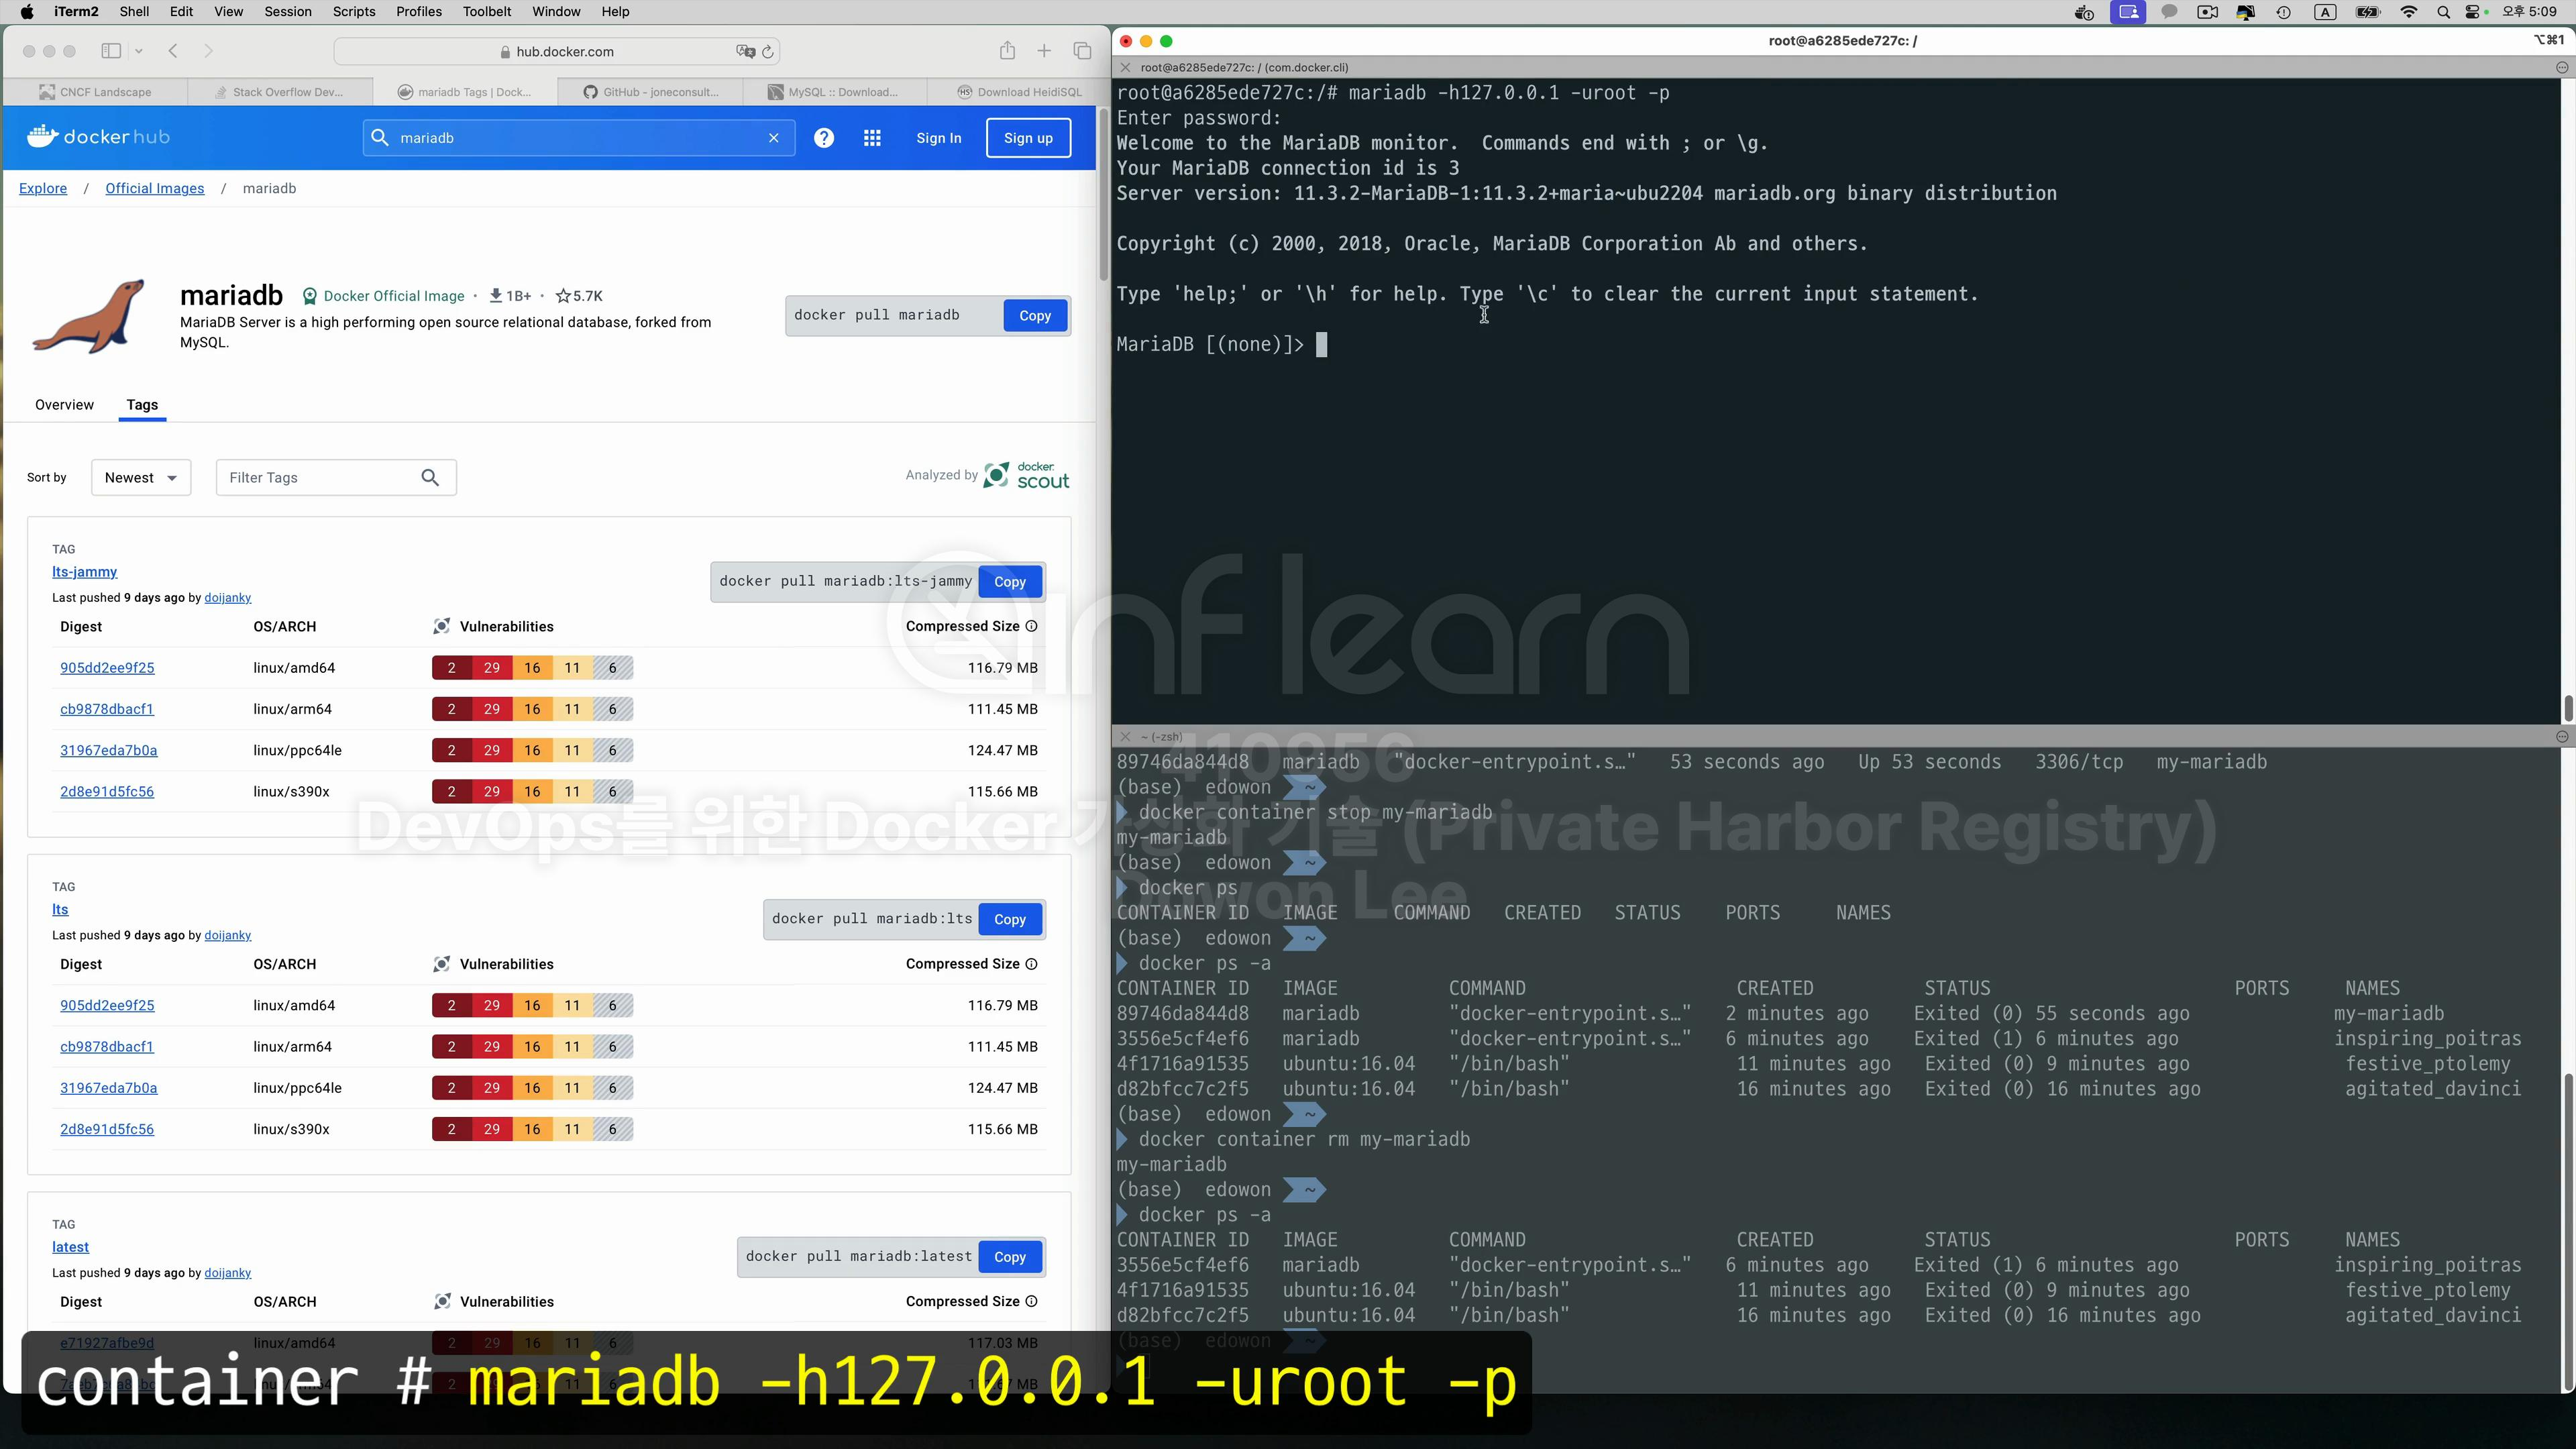 iTerm2 Shell Edit View Session Scripts Profiles Toolbelt Window Help
A 오후 5:09
hub.docker.com
CNCF Landscape
Stack Overflow Dev...
mariadb Tags | Dock...
GitHub - joneconsult...
MySQL :: Download...
Download HeidiSQL
docker hub
mariadb
Sign In
Sign up
Explore / Official Images / mariadb
mariadb
Docker Official Image · 1B+ · 5.7K
MariaDB Server is a high performing open source relational database, forked from
MySQL.
docker pull mariadb
Copy
Overview
Tags
Sort by
Newest
Filter Tags
Analyzed by docker scout
TAG
lts-jammy
Last pushed 9 days ago by doijanky
docker pull mariadb:lts-jammy
Copy
Digest OS/ARCH Vulnerabilities Compressed Size
905dd2ee9f25 linux/amd64 2 29 16 11 6 116.79 MB
cb9878dbacf1 linux/arm64 2 29 16 11 6 111.45 MB
31967eda7b0a linux/ppc64le 2 29 16 11 6 124.47 MB
2d8e91d5fc56 linux/s390x 2 29 16 11 6 115.66 MB
TAG
lts
Last pushed 9 days ago by doijanky
docker pull mariadb:lts
Copy
Digest OS/ARCH Vulnerabilities Compressed Size
905dd2ee9f25 linux/amd64 2 29 16 11 6 116.79 MB
cb9878dbacf1 linux/arm64 2 29 16 11 6 111.45 MB
31967eda7b0a linux/ppc64le 2 29 16 11 6 124.47 MB
2d8e91d5fc56 linux/s390x 2 29 16 11 6 115.66 MB
TAG
latest
Last pushed 9 days ago by doijanky
docker pull mariadb:latest
Copy
Digest OS/ARCH Vulnerabilities Compressed Size
e71927afbe9d linux/amd64 2 29 16 11 6 117.03 MB
root@a6285ede727c: /
⌥⌘1
root@a6285ede727c: / (com.docker.cli)
root@a6285ede727c:/# mariadb -h127.0.0.1 -uroot -p
Enter password:
Welcome to the MariaDB monitor.  Commands end with ; or \g.
Your MariaDB connection id is 3
Server version: 11.3.2-MariaDB-1:11.3.2+maria~ubu2204 mariadb.org binary distribution
Copyright (c) 2000, 2018, Oracle, MariaDB Corporation Ab and others.
Type 'help;' or '\h' for help. Type '\c' to clear the current input statement.
MariaDB [(none)]>
~ (-zsh)
89746da844d8 mariadb "docker-entrypoint.s…" 53 seconds ago Up 53 seconds 3306/tcp my-mariadb
(base) edowon ~
docker container stop my-mariadb
my-mariadb
(base) edowon ~
docker ps
CONTAINER ID IMAGE COMMAND CREATED STATUS PORTS NAMES
(base) edowon ~
docker ps -a
CONTAINER ID IMAGE COMMAND CREATED STATUS PORTS NAMES
89746da844d8 mariadb "docker-entrypoint.s…" 2 minutes ago Exited (0) 55 seconds ago my-mariadb
3556e5cf4ef6 mariadb "docker-entrypoint.s…" 6 minutes ago Exited (1) 6 minutes ago inspiring_poitras
4f1716a91535 ubuntu:16.04 "/bin/bash" 11 minutes ago Exited (0) 9 minutes ago festive_ptolemy
d82bfcc7c2f5 ubuntu:16.04 "/bin/bash" 16 minutes ago Exited (0) 16 minutes ago agitated_davinci
(base) edowon ~
docker container rm my-mariadb
my-mariadb
(base) edowon ~
docker ps -a
CONTAINER ID IMAGE COMMAND CREATED STATUS PORTS NAMES
3556e5cf4ef6 mariadb "docker-entrypoint.s…" 6 minutes ago Exited (1) 6 minutes ago inspiring_poitras
4f1716a91535 ubuntu:16.04 "/bin/bash" 11 minutes ago Exited (0) 9 minutes ago festive_ptolemy
d82bfcc7c2f5 ubuntu:16.04 "/bin/bash" 16 minutes ago Exited (0) 16 minutes ago agitated_davinci
(base) edowon ~
inflearn
410956
DevOps를 위한 Docker 기술 (Private Harbor Registry)
Dowon Lee
container # mariadb -h127.0.0.1 -uroot -p